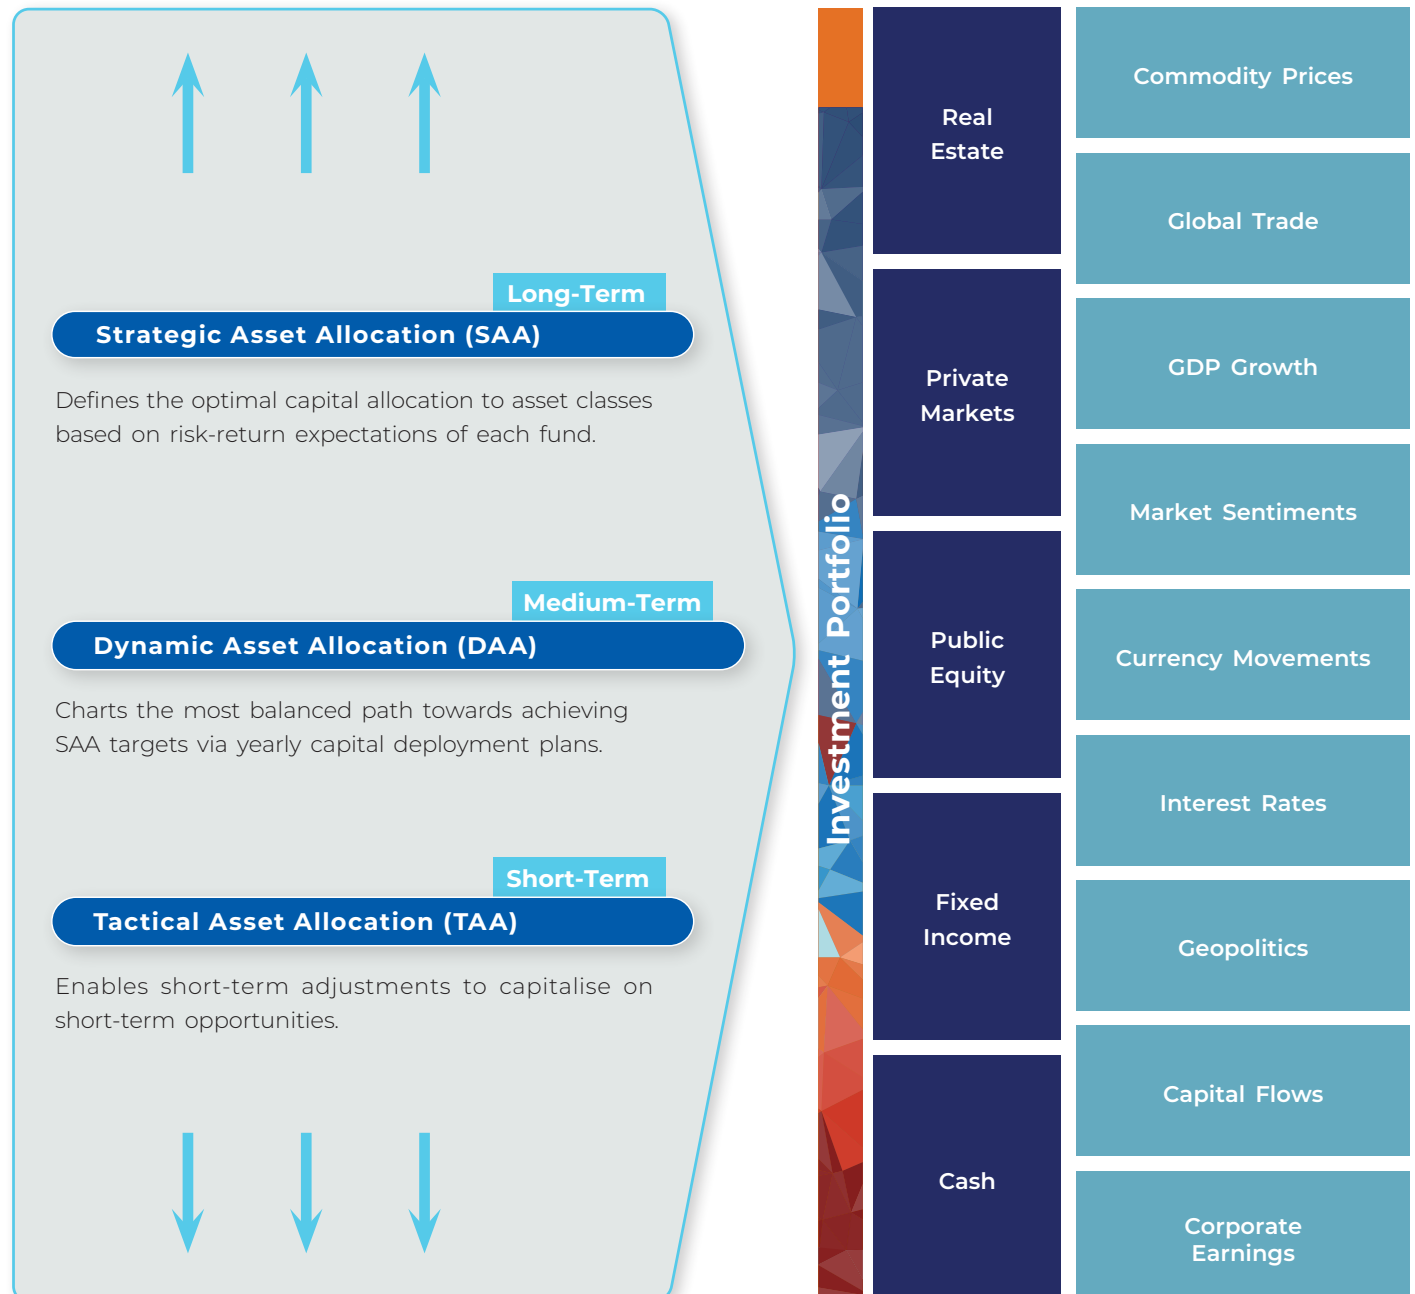 Long-Term
Strategic Asset Allocation (SAA)
Defines the optimal capital allocation to asset classes
based on risk-return expectations of each fund.
Medium-Term
Dynamic Asset Allocation (DAA)
Charts the most balanced path towards achieving
SAA targets via yearly capital deployment plans.
Short-Term
Tactical Asset Allocation (TAA)
Enables short-term adjustments to capitalise on
short-term opportunities.
Investment Portfolio
Real
Estate
Private
Markets
Public
Equity
Fixed
Income
Cash
Commodity Prices
Global Trade
GDP Growth
Market Sentiments
Currency Movements
Interest Rates
Geopolitics
Capital Flows
Corporate
Earnings